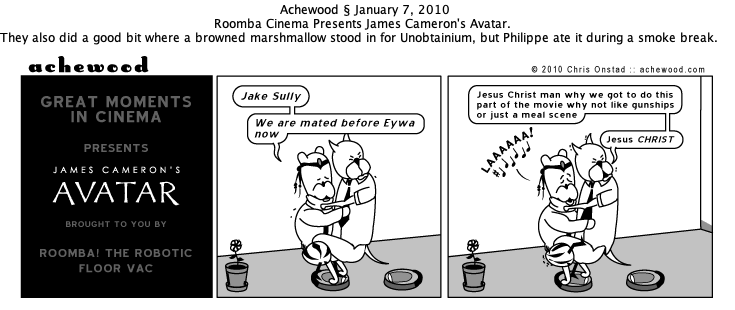 Achewood § January 7, 2010
Roomba Cinema Presents James Cameron's Avatar.
They also did a good bit where a browned marshmallow stood in for Unobtainium, but Philippe ate it during a smoke break.
achewood
© 2010 Chris Onstad :: achewood.com
GREAT MOMENTS
IN CINEMA
PRESENTS
JAMES CAMERON'S
AVATAR
BROUGHT TO YOU BY
ROOMBA! THE ROBOTIC
FLOOR VAC
Jake Sully
We are mated before Eywa
now
Jesus Christ man why we got to do this
part of the movie why not like gunships
or just a meal scene
Jesus CHRIST
LAAAAAA!